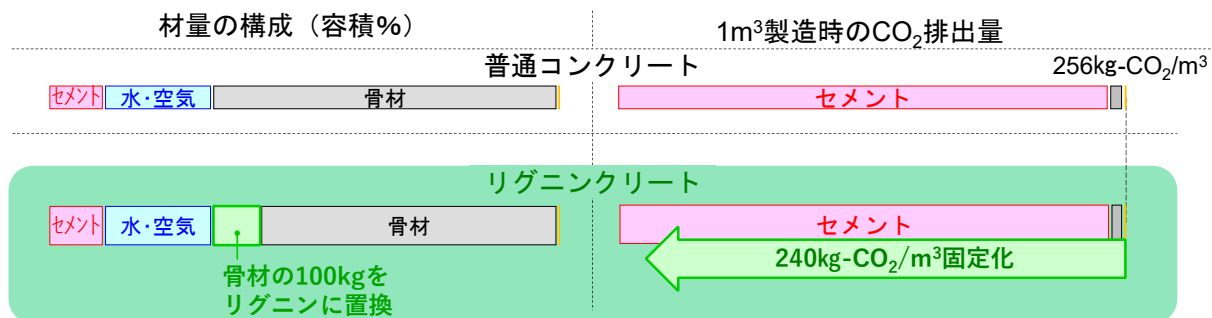 材量の構成（容積%）
1m³製造時のCO₂排出量
普通コンクリート
256kg-CO₂/m³
セメント
水･空気
骨材
セメント
リグニンクリート
セメント
水･空気
骨材
セメント
240kg-CO₂/m³固定化
骨材の100kgを
リグニンに置換